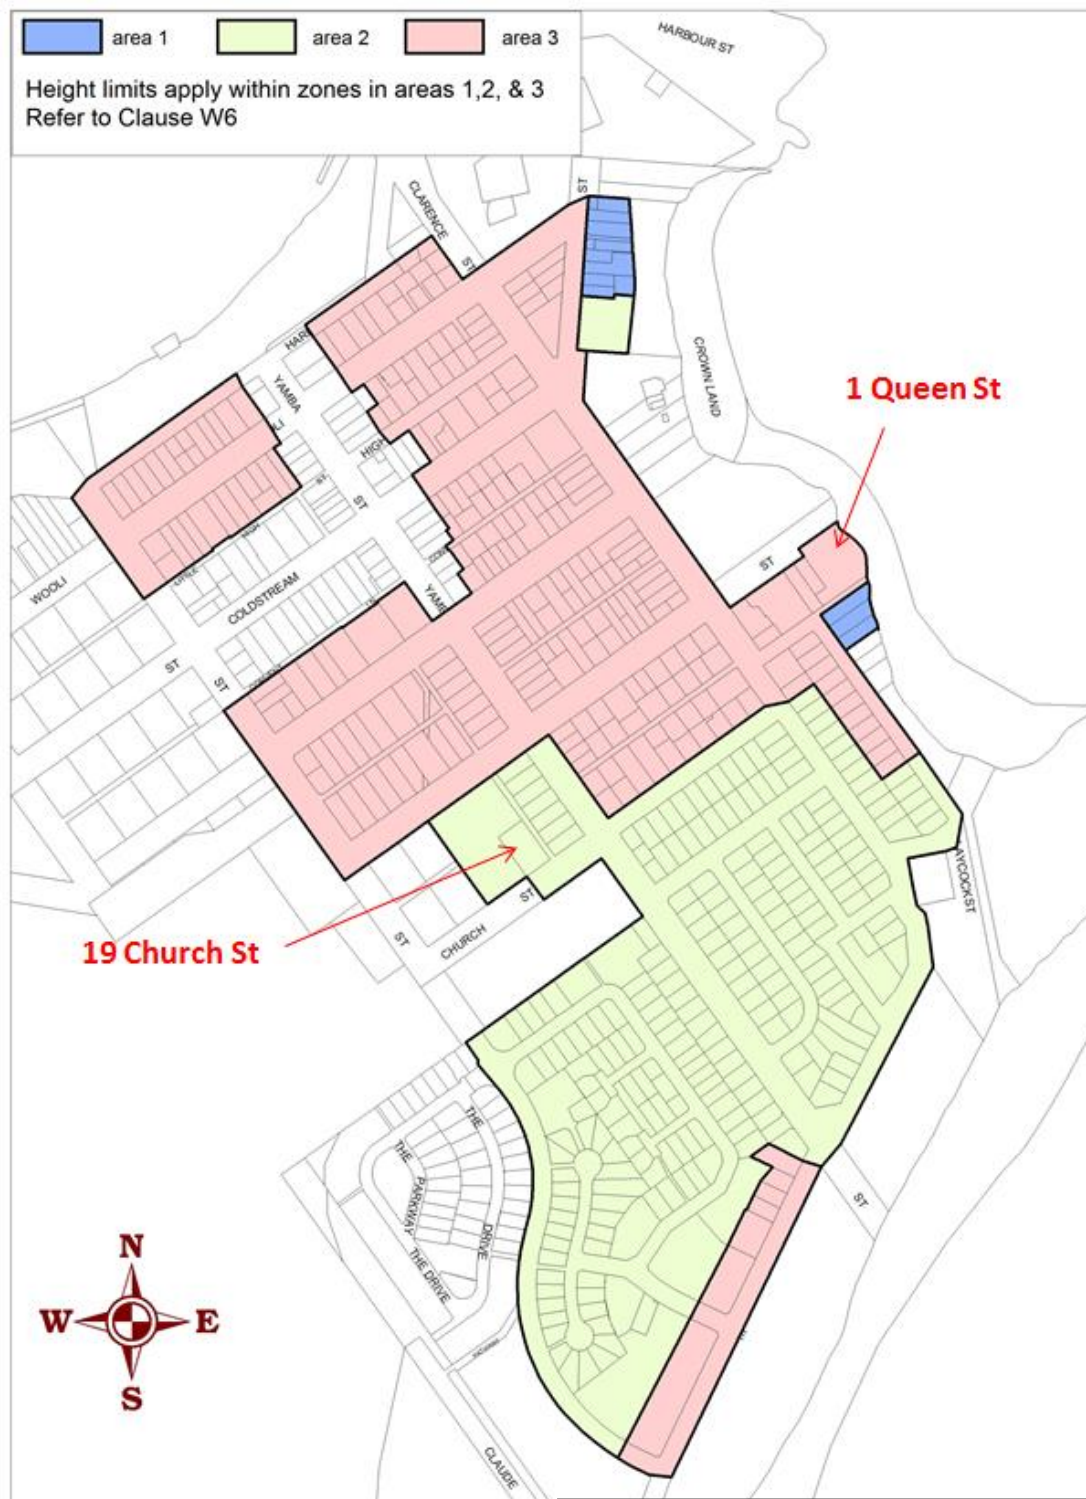 area 1
area 2
area 3
Height limits apply within zones in areas 1,2, & 3
Refer to Clause W6
HARBOUR ST
ST
CLARENCE
ST
CROWN LAND
1 Queen St
YAMBA
HIGH
ST
ST
WOOLI
COLDSTREAM
ST
ST
ST
19 Church St
CHURCH
ST
ST
THE
THE
PARKWAY
DRIVE
THE DRIVE
ST
N
W
E
S
CLAUDE